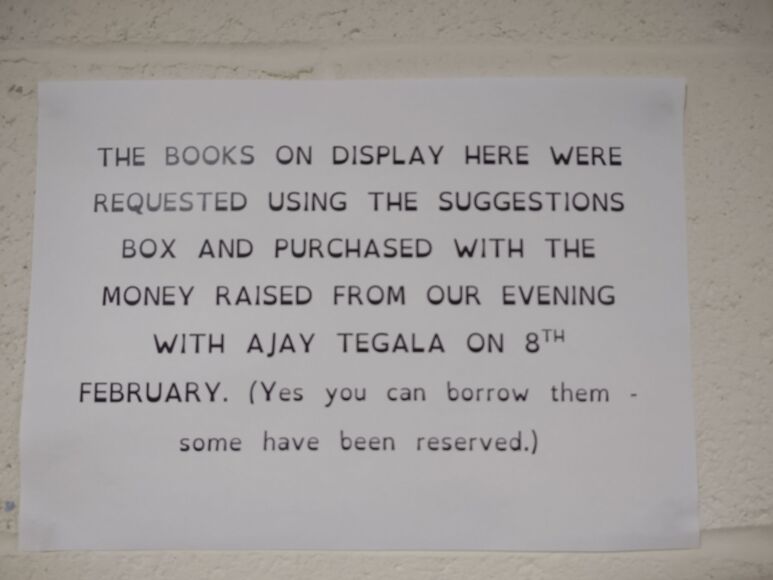 THE BOOKS ON DISPLAY HERE WERE
REQUESTED USING THE SUGGESTIONS
BOX AND PURCHASED WITH THE
MONEY RAISED FROM OUR EVENING
WITH AJAY TEGALA ON 8TH
FEBRUARY. (Yes you can borrow them -
some have been reserved.)